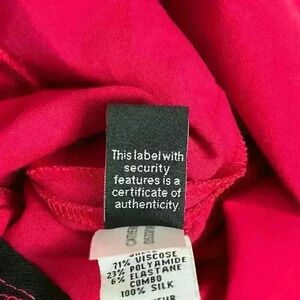 This label with
security
features is a
certificate of
authenticity.
71% VISCOSE
23% POLYAMIDE
6% ELASTANE
COMBO
100% SILK